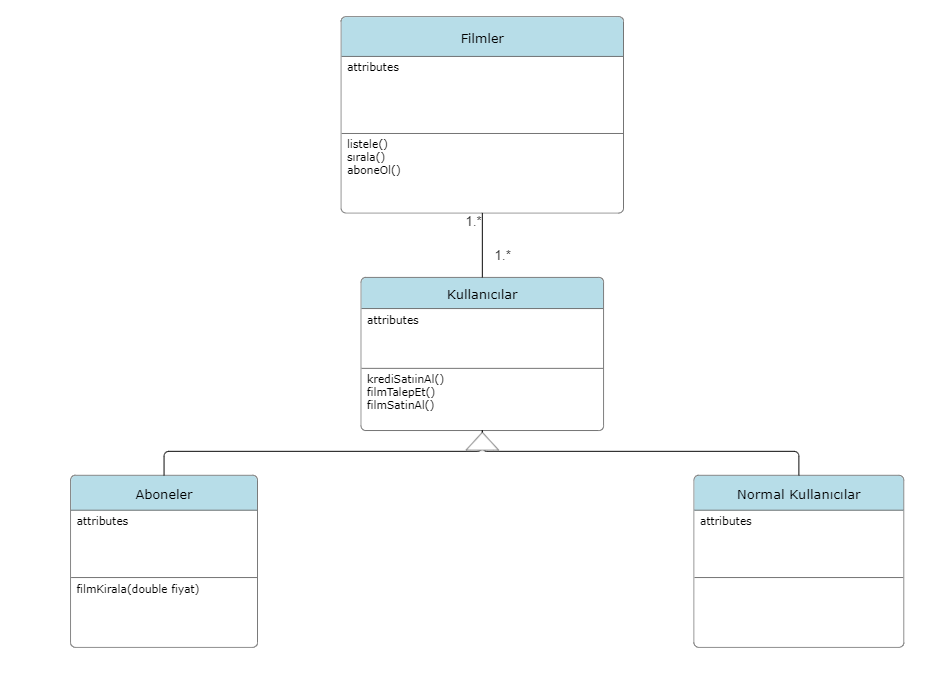 Filmler
attributes
listele()
sırala()
aboneOl()
1.*
1.*
Kullanıcılar
attributes
krediSatıinAl()
filmTalepEt()
filmSatinAl()
Aboneler
attributes
filmKirala(double fiyat)
Normal Kullanıcılar
attributes